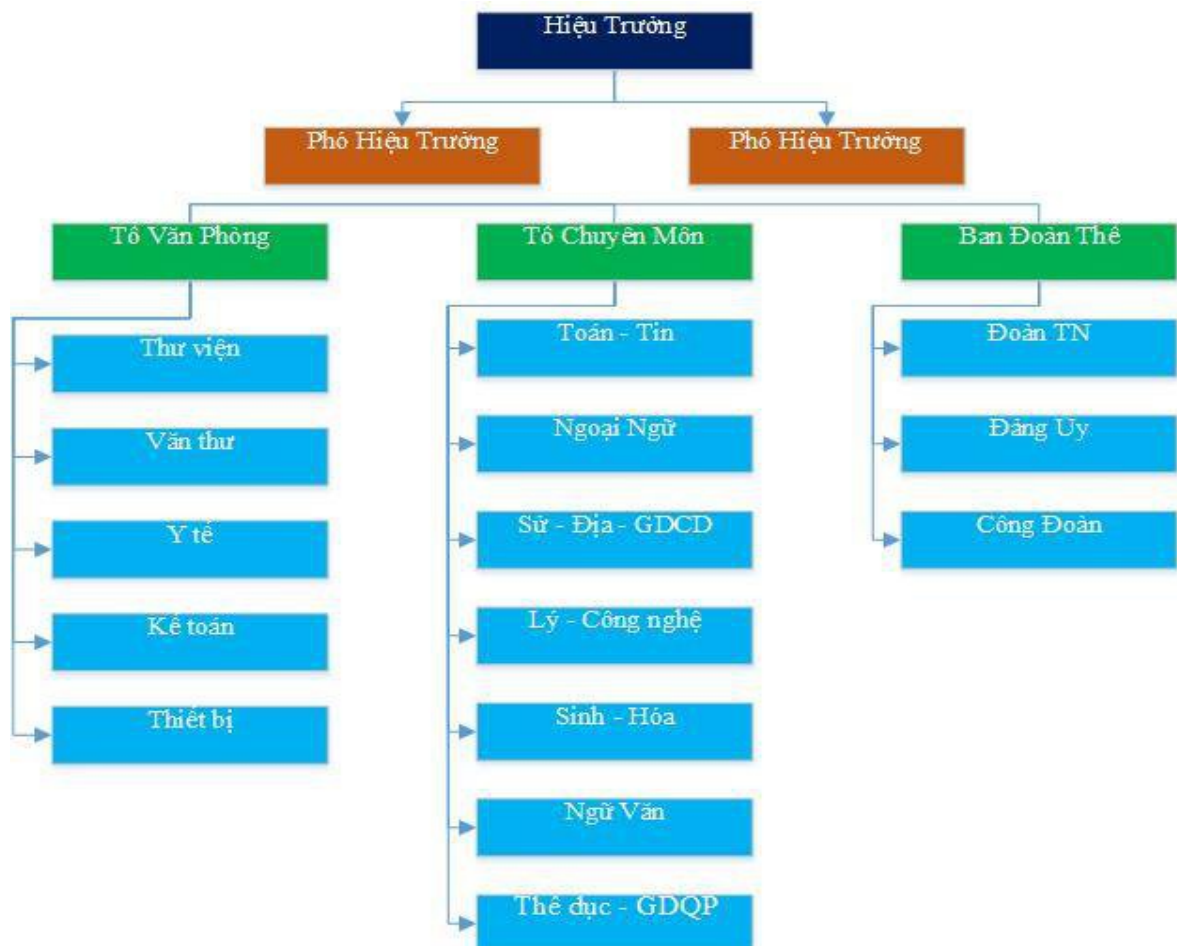 Hiệu Trưởng
Phó Hiệu Trưởng
Phó Hiệu Trưởng
Tổ Văn Phòng
Tổ Chuyên Môn
Ban Đoàn Thể
Thư viện
Văn thư
Y tế
Kế toán
Thiết bị
Toán - Tin
Ngoại Ngữ
Sử - Địa - GDCD
Lý - Công nghệ
Sinh - Hóa
Ngữ Văn
Thể dục - GDQP
Đoàn TN
Đảng Uy
Công Đoàn